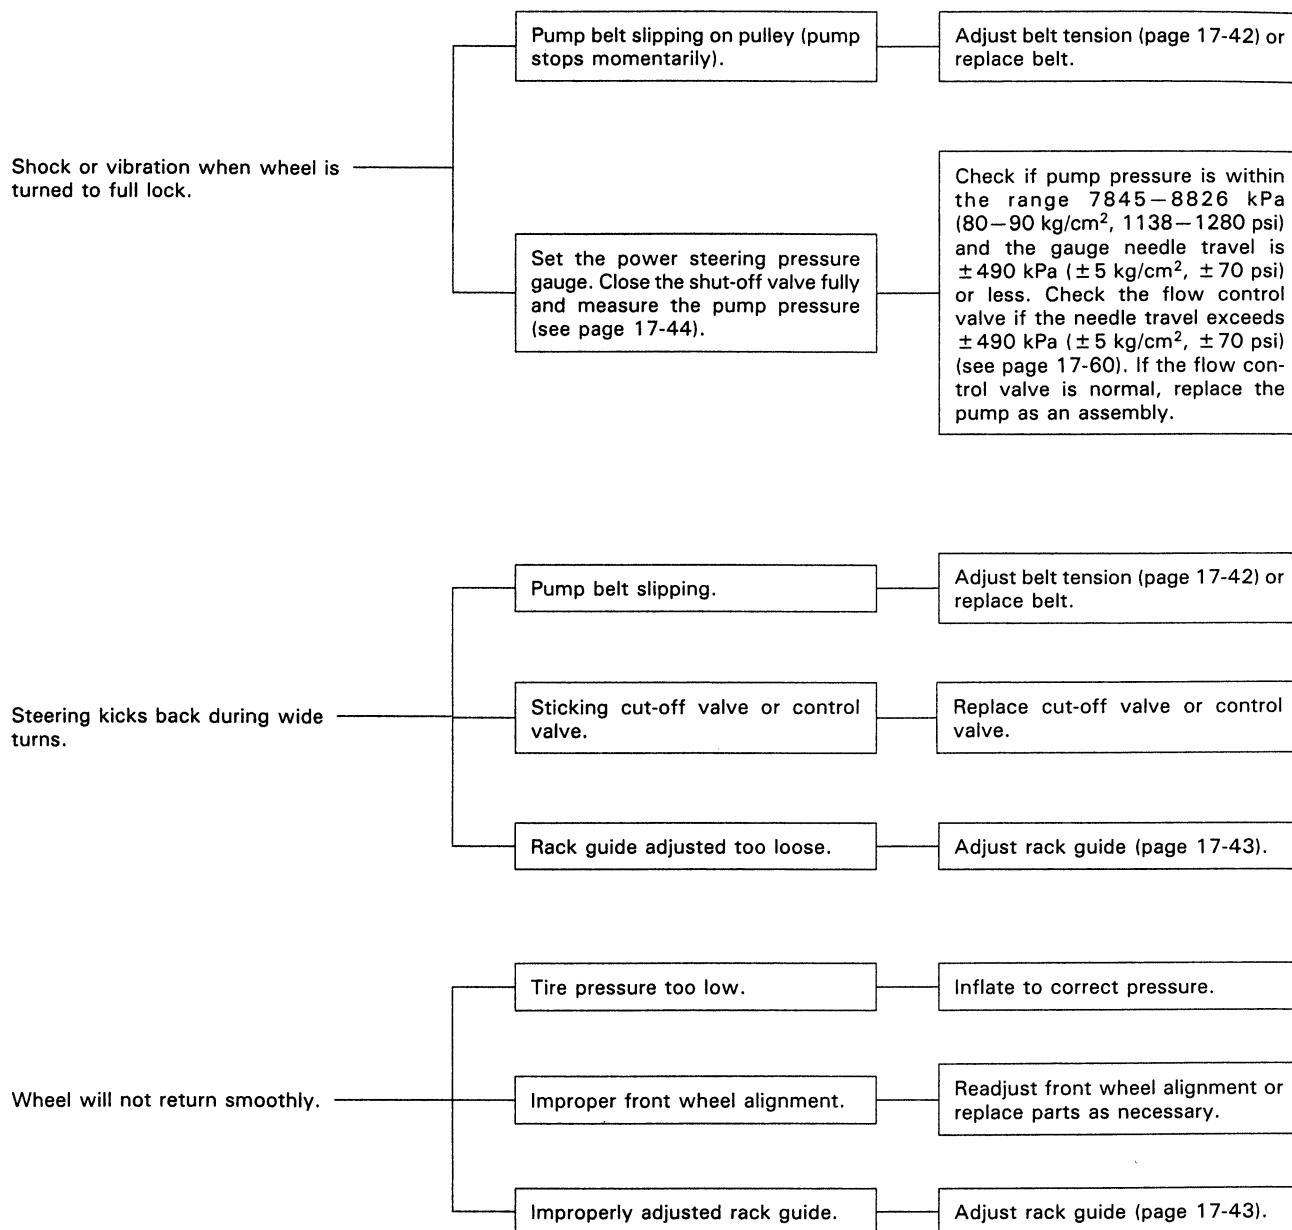 Pump belt slipping on pulley (pump
stops momentarily).
Adjust belt tension (page 17-42) or
replace belt.
Shock or vibration when wheel is
turned to full lock.
Set the power steering pressure
gauge. Close the shut-off valve fully
and measure the pump pressure
(see page 17-44).
Check if pump pressure is within
the range 7845—8826 kPa
(80—90 kg/cm², 1138—1280 psi)
and the gauge needle travel is
±490 kPa (±5 kg/cm², ±70 psi)
or less. Check the flow control
valve if the needle travel exceeds
±490 kPa (±5 kg/cm², ±70 psi)
(see page 17-60). If the flow con-
trol valve is normal, replace the
pump as an assembly.
Pump belt slipping.
Adjust belt tension (page 17-42) or
replace belt.
Steering kicks back during wide
turns.
Sticking cut-off valve or control
valve.
Replace cut-off valve or control
valve.
Rack guide adjusted too loose.
Adjust rack guide (page 17-43).
Tire pressure too low.
Inflate to correct pressure.
Wheel will not return smoothly.
Improper front wheel alignment.
Readjust front wheel alignment or
replace parts as necessary.
Improperly adjusted rack guide.
Adjust rack guide (page 17-43).